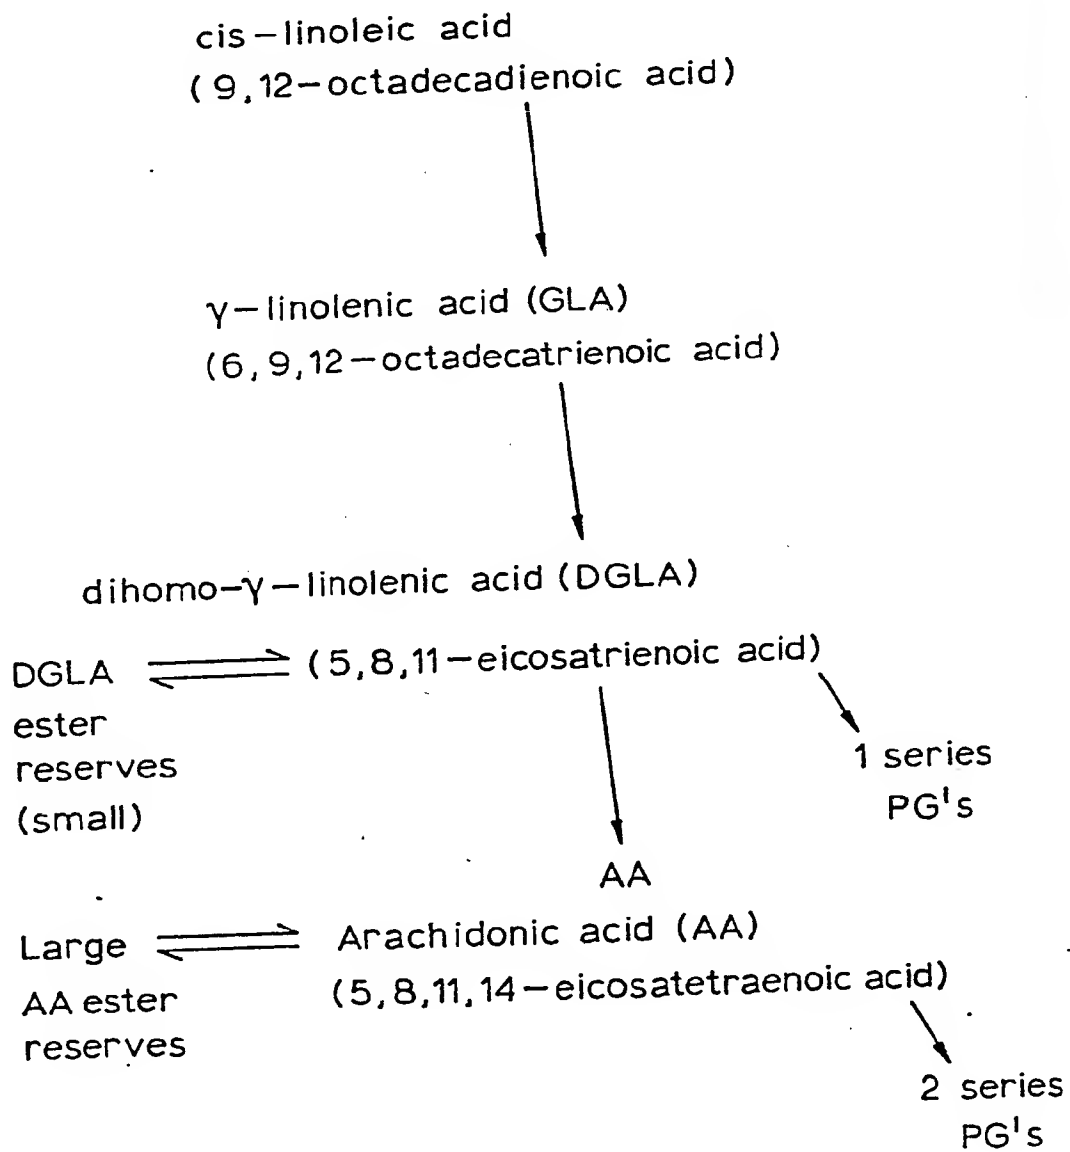 cis-linoleic acid
(9,12-octadecadienoic acid)
γ-linolenic acid (GLA)
(6,9,12-octadecatrienoic acid)
dihomo-γ-linolenic acid (DGLA)
(5,8,11-eicosatrienoic acid)
DGLA
ester
reserves
(small)
1 series
PG's
AA
Arachidonic acid (AA)
(5,8,11,14-eicosatetraenoic acid)
Large
AA ester
reserves
2 series
PG's